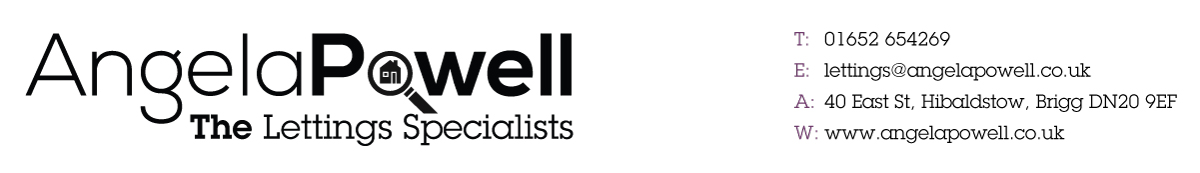 AngelaPowell
The Lettings Specialists
T: 01652 654269
E: lettings@angelapowell.co.uk
A: 40 East St, Hibaldstow, Brigg DN20 9EF
W: www.angelapowell.co.uk